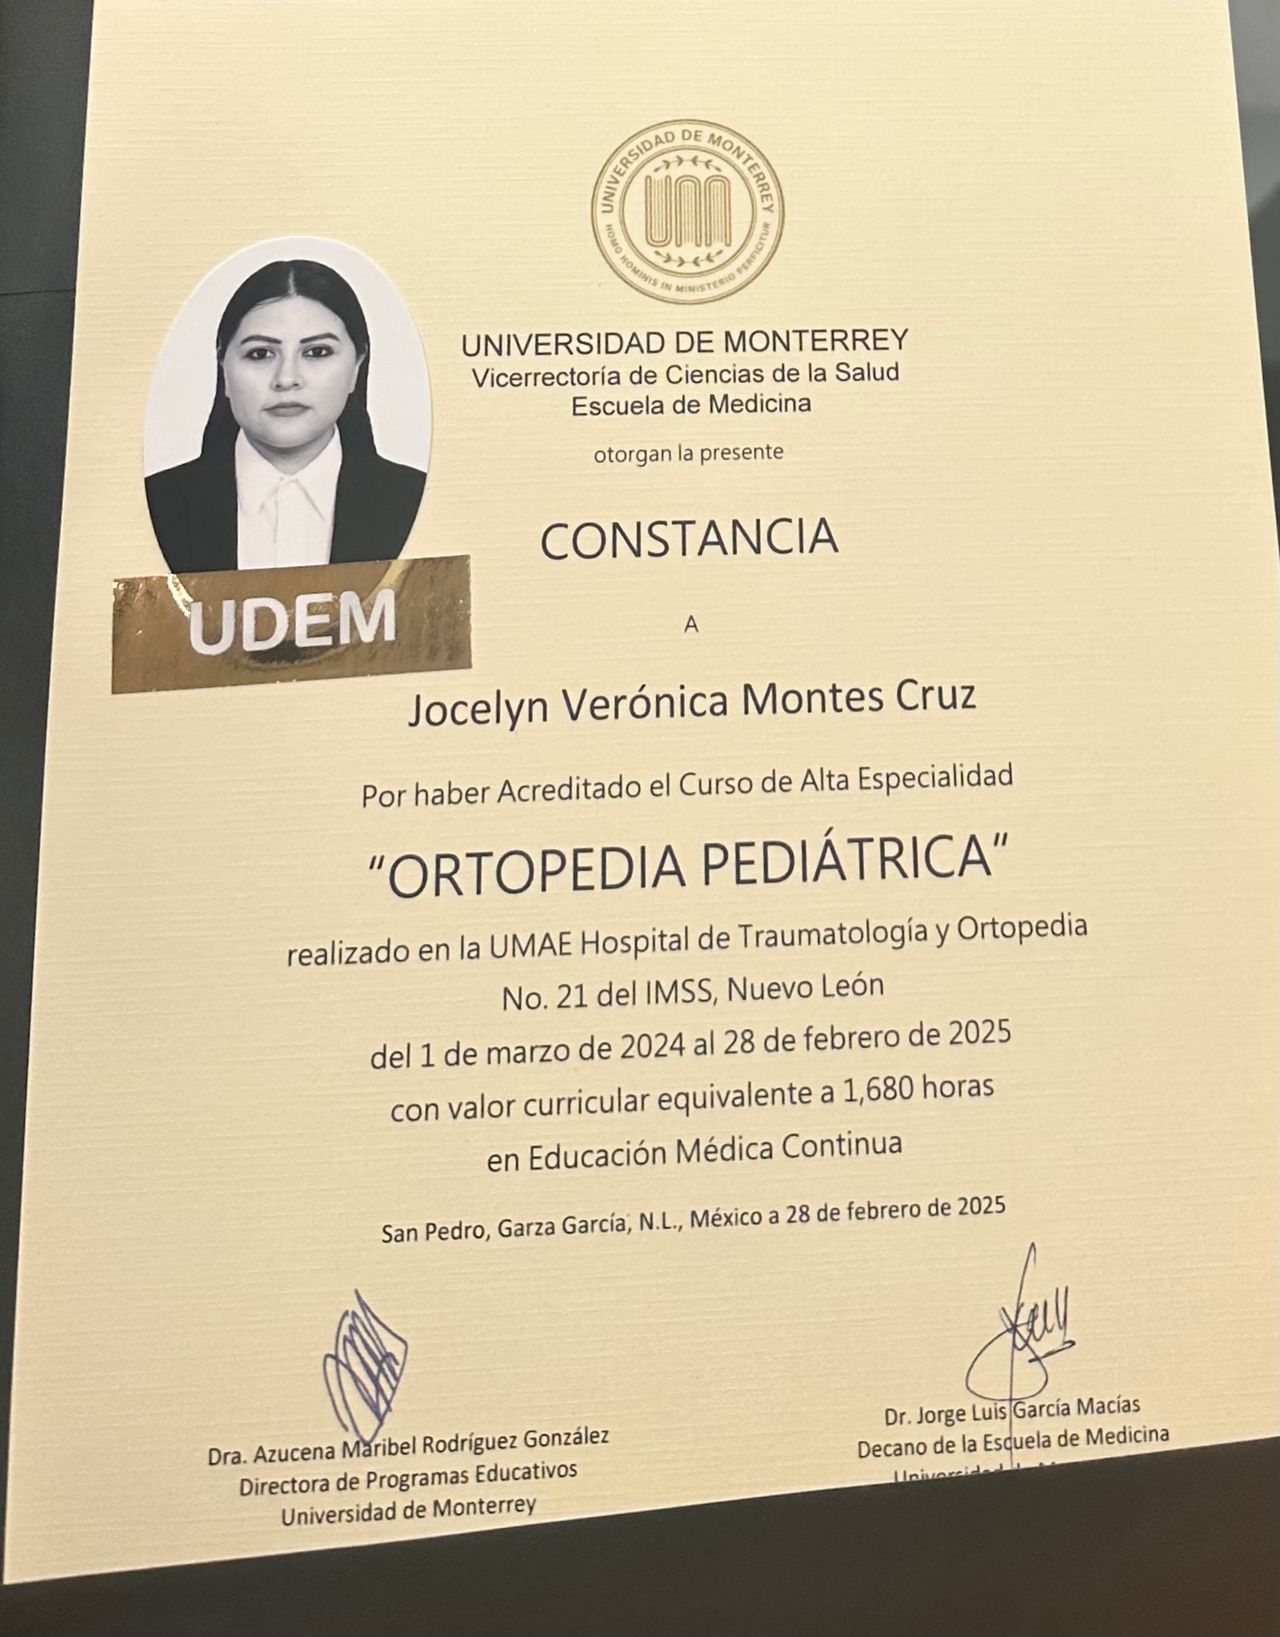 UNIVERSIDAD DE MONTERREY
HOMO HOMINIS IN MINISTERIO PERFICITUR
UNIVERSIDAD DE MONTERREY
Vicerrectoría de Ciencias de la Salud
Escuela de Medicina
otorgan la presente
CONSTANCIA
UDEM
A
Jocelyn Verónica Montes Cruz
Por haber Acreditado el Curso de Alta Especialidad
“ORTOPEDIA PEDIÁTRICA”
realizado en la UMAE Hospital de Traumatología y Ortopedia
No. 21 del IMSS, Nuevo León
del 1 de marzo de 2024 al 28 de febrero de 2025
con valor curricular equivalente a 1,680 horas
en Educación Médica Continua
San Pedro, Garza García, N.L., México a 28 de febrero de 2025
Dra. Azucena Maribel Rodríguez González
Directora de Programas Educativos
Universidad de Monterrey
Dr. Jorge Luis García Macías
Decano de la Escuela de Medicina
Universidad